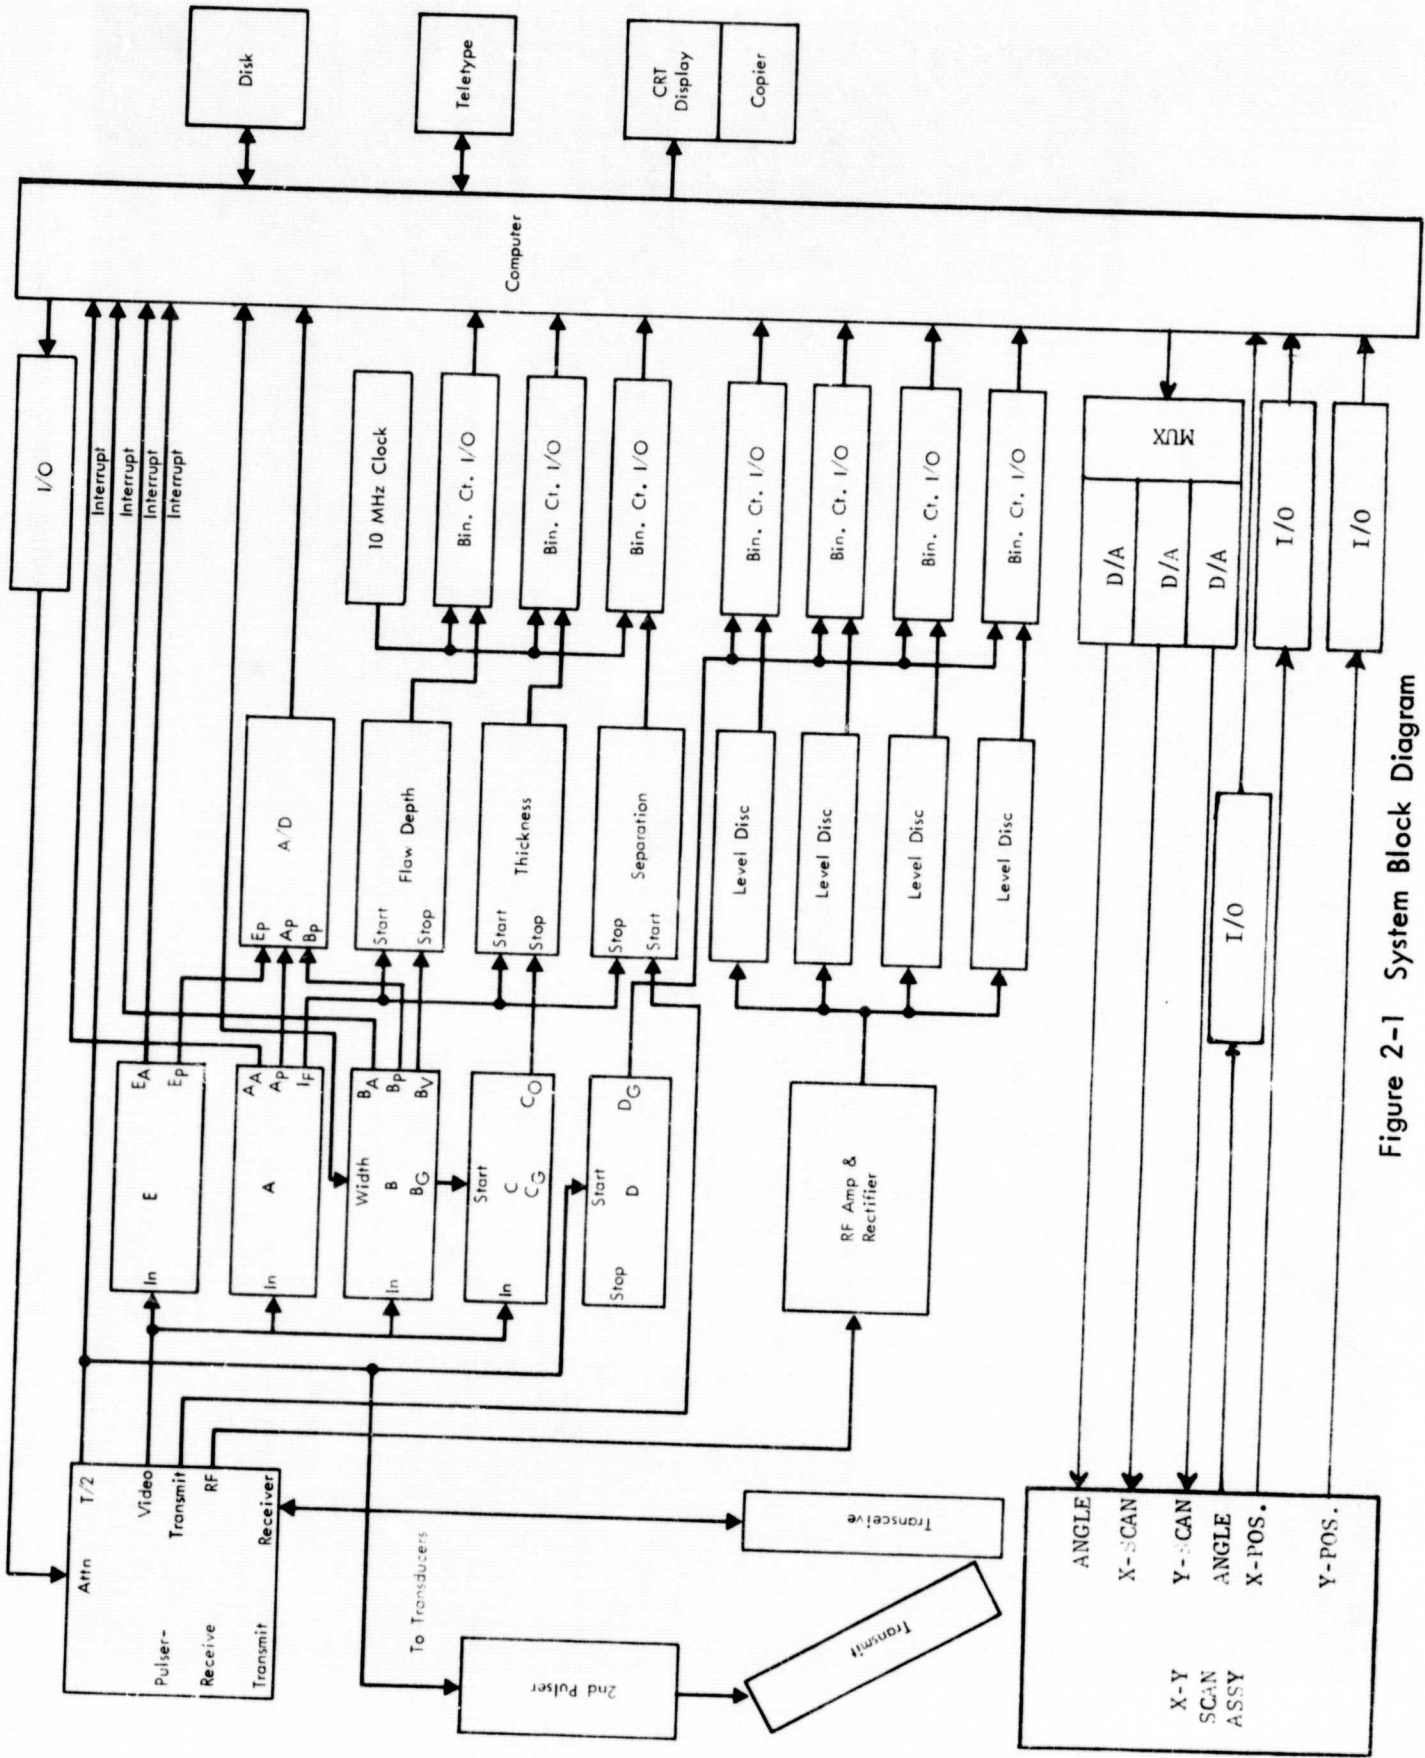 Disk
Teletype
CRT
Display
Copier
Computer
I/O
Interrupt
Interrupt
Interrupt
Interrupt
10 MHz Clock
Bin. Ct. I/O
Bin. Ct. I/O
Bin. Ct. I/O
Bin. Ct. I/O
Bin. Ct. I/O
Bin. Ct. I/O
Bin. Ct. I/O
MUX
D/A
D/A
D/A
I/O
I/O
A/D
Ep
Ap
Bp
Flaw Depth
Start
Stop
Thickness
Start
Stop
Separation
Stop
Start
Level Disc
Level Disc
Level Disc
Level Disc
I/O
EA
Ep
E
In
AA
Ap
IF
A
In
BA
Bp
BV
Width
B
BG
In
CO
Start
C
CG
In
DG
Start
D
Stop
RF Amp &
Rectifier
T/2
Video
Transmit
RF
Receiver
Attn
Pulser-
Receive
Transmit
To Transducers
2nd Pulser
Transceive
Transmit
ANGLE
X-SCAN
Y-SCAN
ANGLE
X-POS.
Y-POS.
X-Y
SCAN
ASSY
Figure 2-1 System Block Diagram